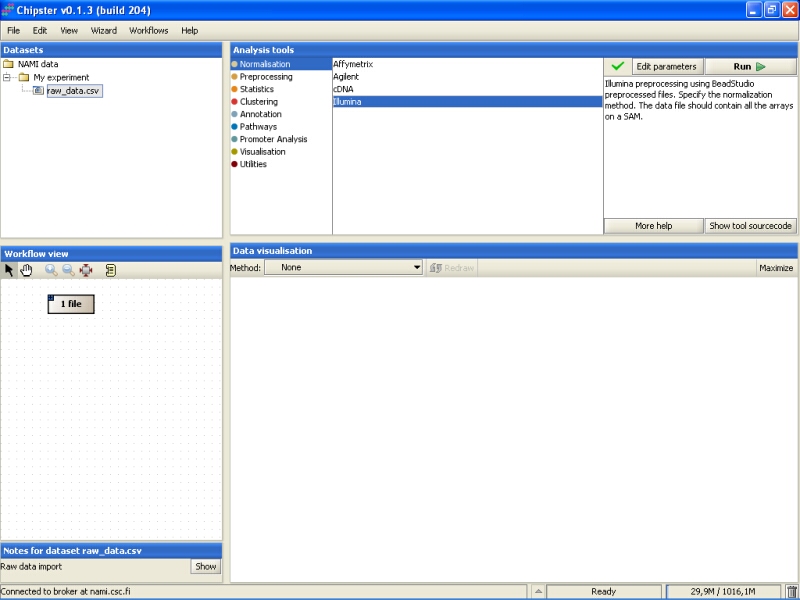 Chipster v0.1.3 (build 204)
File Edit View Wizard Workflows Help
Datasets
NAMI data
My experiment
raw_data.csv
Analysis tools
Normalisation
Preprocessing
Statistics
Clustering
Annotation
Pathways
Promoter Analysis
Visualisation
Utilities
Affymetrix
Agilent
cDNA
Illumina
Edit parameters Run
Illumina preprocessing using BeadStudio
preprocessed files. Specify the normalization
method. The data file should contain all the arrays
on a SAM.
More help Show tool sourcecode
Workflow view
1 file
Data visualisation
Method: None Redraw Maximize
Notes for dataset raw_data.csv
Raw data import Show
Connected to broker at nami.csc.fi Ready 29,9M / 1016,1M